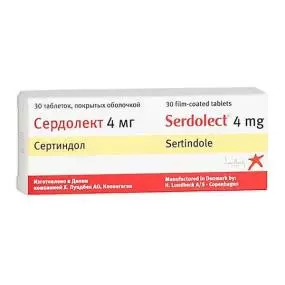 30 таблеток, покрытых оболочкой
Сердолект 4 мг
Сертиндол
Изготовлено в Дании
компанией Х. Лундбек АО, Копенгаген
30 film-coated tablets
Serdolect® 4 mg
Sertindole
Lundbeck
Manufactured in Denmark by:
H. Lundbeck A/S - Copenhagen